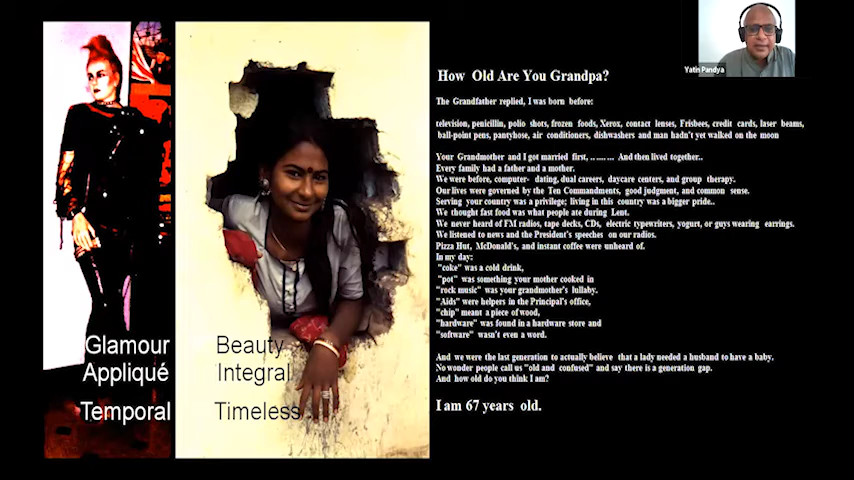 Yatin Pandya
Glamour
Appliqué
Temporal
Beauty
Integral
Timeless
How Old Are You Grandpa?
The Grandfather replied, I was born before:
television, penicillin, polio shots, frozen foods, Xerox, contact lenses, Frisbees, credit cards, laser beams,
ball-point pens, pantyhose, air conditioners, dishwashers and man hadn't yet walked on the moon
Your Grandmother and I got married first, .. ..... ... And then lived together..
Every family had a father and a mother.
We were before, computer- dating, dual careers, daycare centers, and group therapy.
Our lives were governed by the Ten Commandments, good judgment, and common sense.
Serving your country was a privilege; living in this country was a bigger pride..
We thought fast food was what people ate during Lent.
We never heard of FM radios, tape decks, CDs, electric typewriters, yogurt, or guys wearing earrings.
We listened to news and the President's speeches on our radios.
Pizza Hut, McDonald's, and instant coffee were unheard of.
In my day:
"coke" was a cold drink,
"pot" was something your mother cooked in
"rock music" was your grandmother's lullaby.
"Aids" were helpers in the Principal's office,
"chip" meant a piece of wood,
"hardware" was found in a hardware store and
"software" wasn't even a word.
And we were the last generation to actually believe that a lady needed a husband to have a baby.
No wonder people call us "old and confused" and say there is a generation gap.
And how old do you think I am?
I am 67 years old.